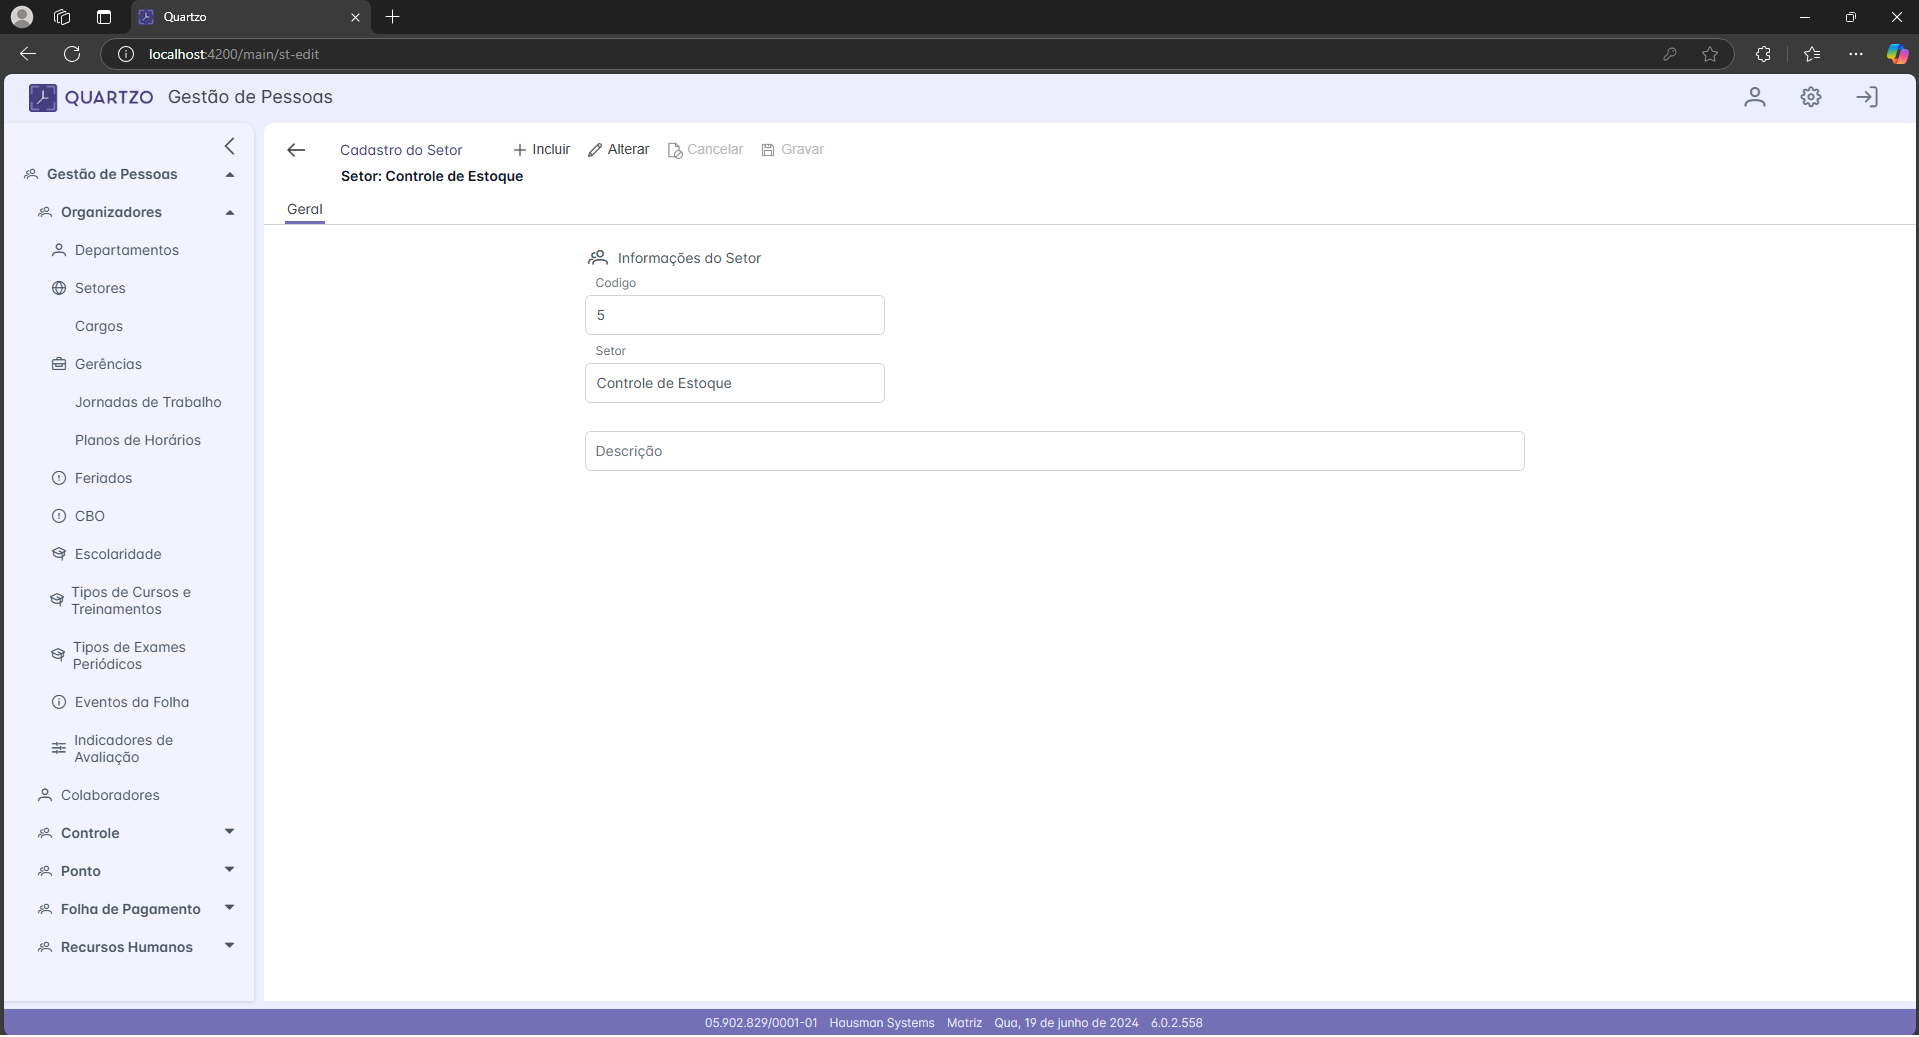 Quartzo
localhost:4200/main/st-edit
QUARTZO Gestão de Pessoas
Gestão de Pessoas
Organizadores
Departamentos
Setores
Cargos
Gerências
Jornadas de Trabalho
Planos de Horários
Feriados
CBO
Escolaridade
Tipos de Cursos e
Treinamentos
Tipos de Exames
Periódicos
Eventos da Folha
Indicadores de
Avaliação
Colaboradores
Controle
Ponto
Folha de Pagamento
Recursos Humanos
Cadastro do Setor Incluir Alterar Cancelar Gravar
Setor: Controle de Estoque
Geral
Informações do Setor
Codigo
5
Setor
Controle de Estoque
Descrição
05.902.829/0001-01 Hausman Systems Matriz Qua, 19 de junho de 2024 6.0.2.558